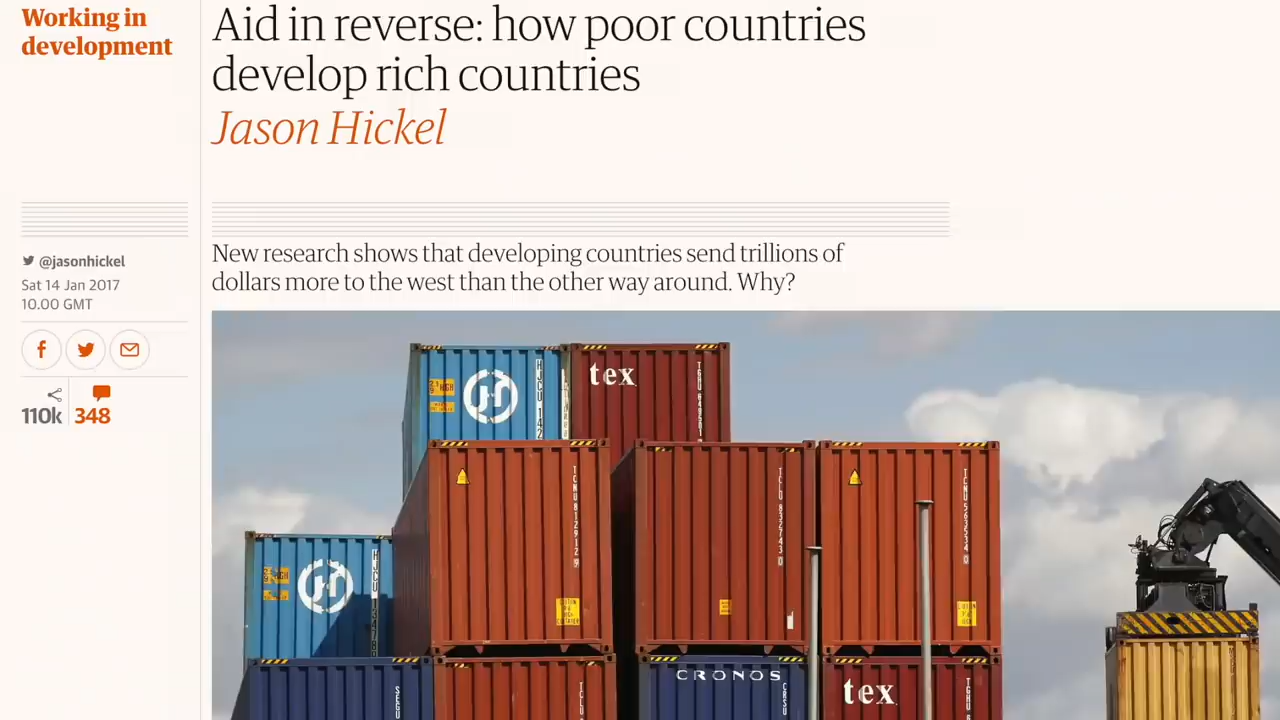 Working in
development
Aid in reverse: how poor countries
develop rich countries
Jason Hickel
@jasonhickel
Sat 14 Jan 2017
10.00 GMT
110k 348
New research shows that developing countries send trillions of
dollars more to the west than the other way around. Why?
tex
CRONOS
tex